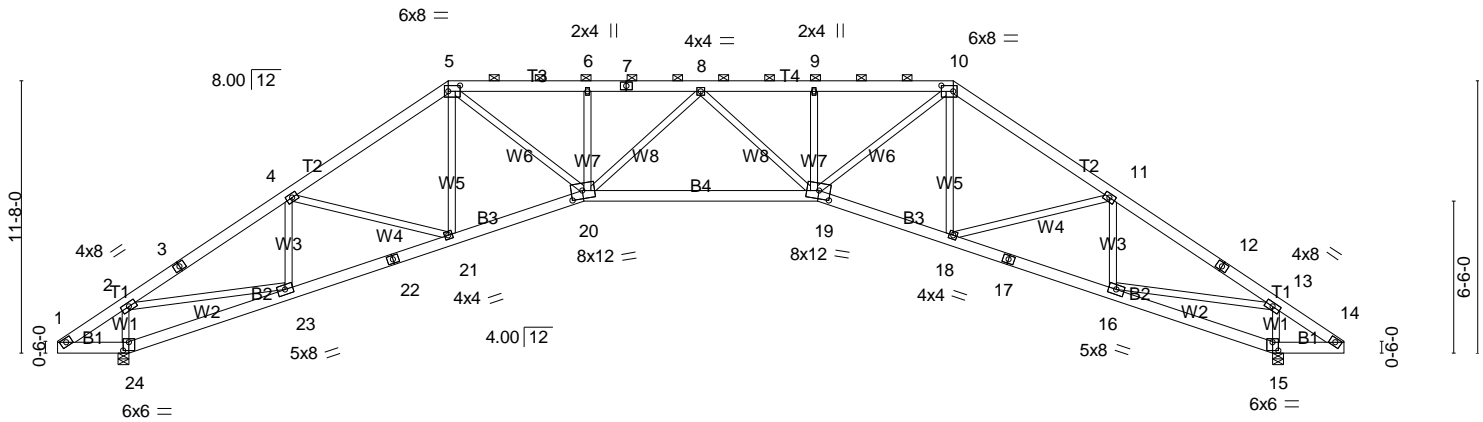 6x8 =
2x4 ||
4x4 =
2x4 ||
6x8 =
5
6
7
8
9
10
8.00 12
T3
T4
W6
W7
W8
W8
W7
W6
T2
T2
4
11
W5
W5
B4
11-8-0
B3
B3
W4
W4
W3
W3
20
19
4x8 =
3
12
4x8 =
8x12 =
8x12 =
6-6-0
21
18
22
17
4x4 =
4x4 =
2
T1
B2
B2
T1
13
W2
W2
1
B1
W1
W1
B1
14
23
16
4.00 12
0-6-0
0-6-0
5x8 =
5x8 =
24
15
6x6 =
6x6 =